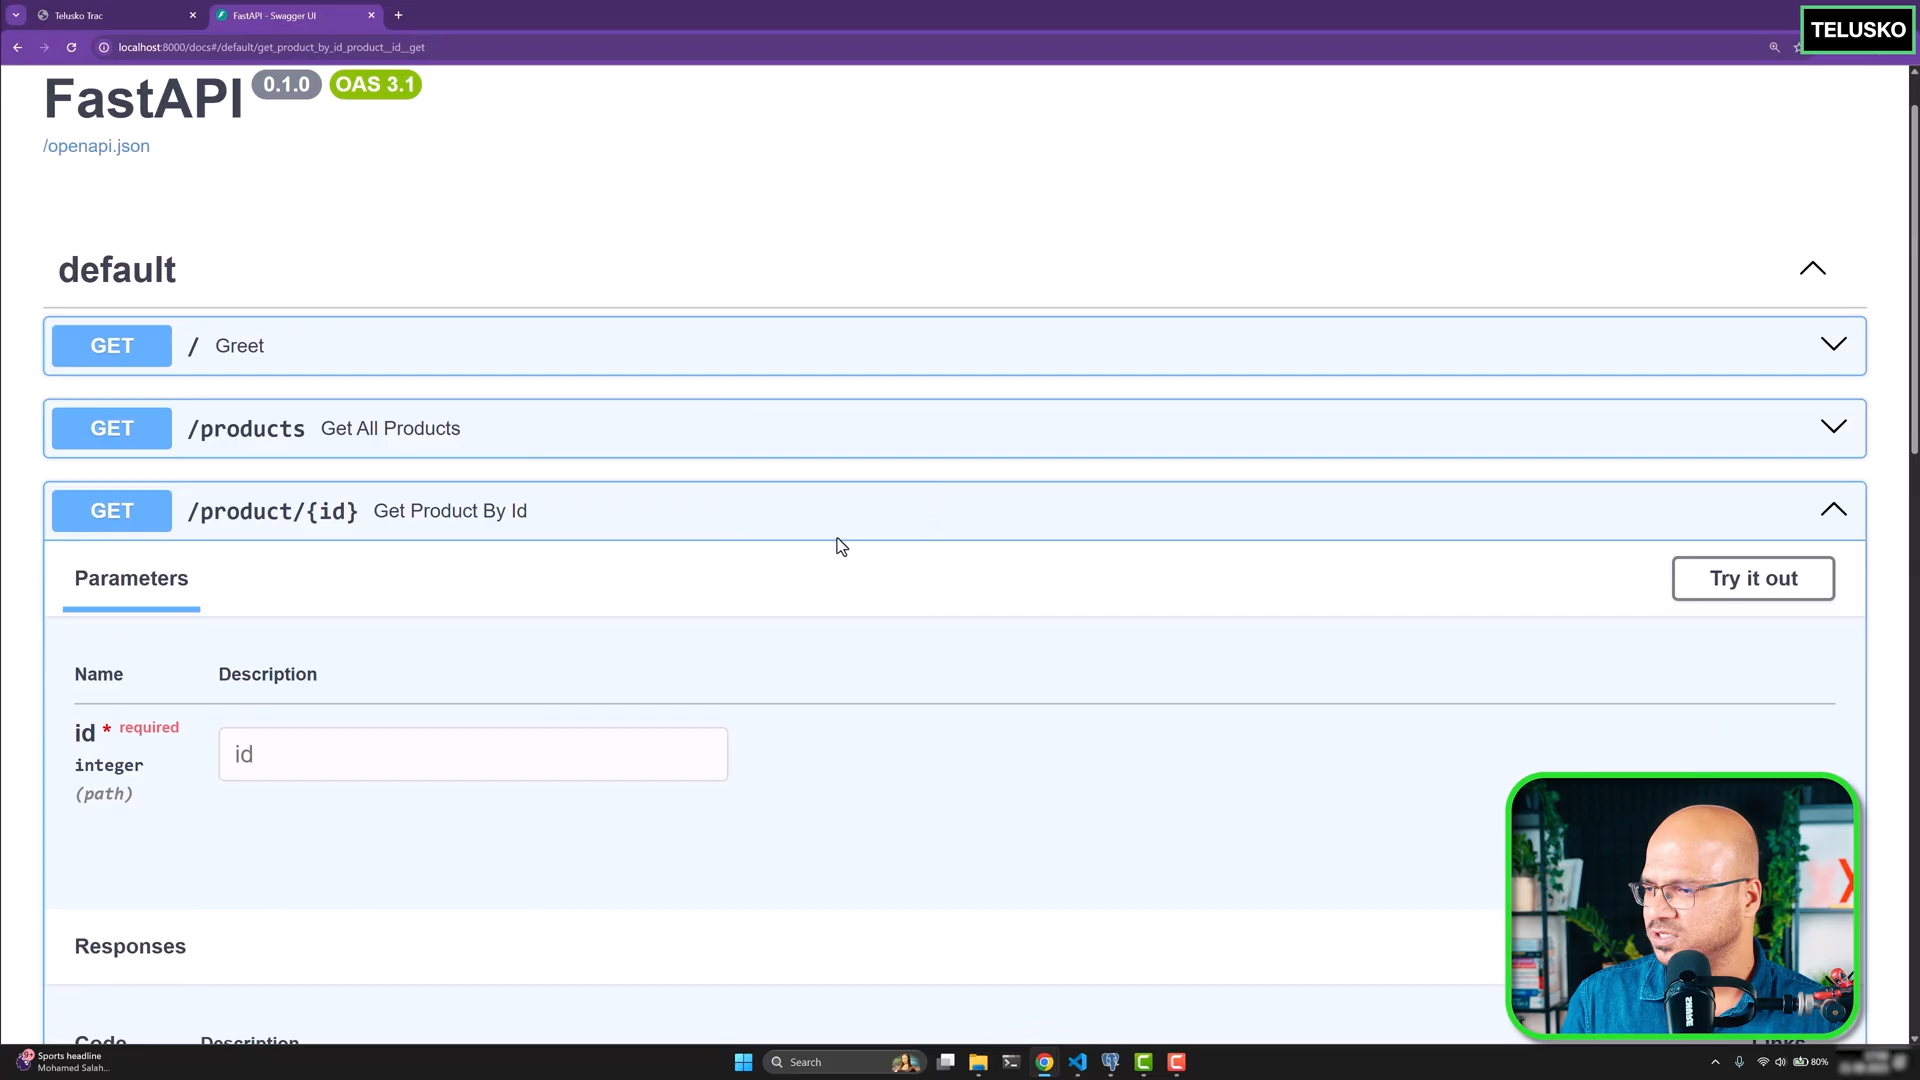 Telusko Trac
FastAPI - Swagger UI
localhost:8000/docs#/default/get_product_by_id_product__id__get
TELUSKO
FastAPI 0.1.0 OAS 3.1
/openapi.json
default
GET / Greet
GET /products Get All Products
GET /product/{id} Get Product By Id
Parameters
Try it out
Name Description
id * required
id
integer
(path)
Responses
Code Description
Links
Sports headline
Mohamed Salah...
Search
80%